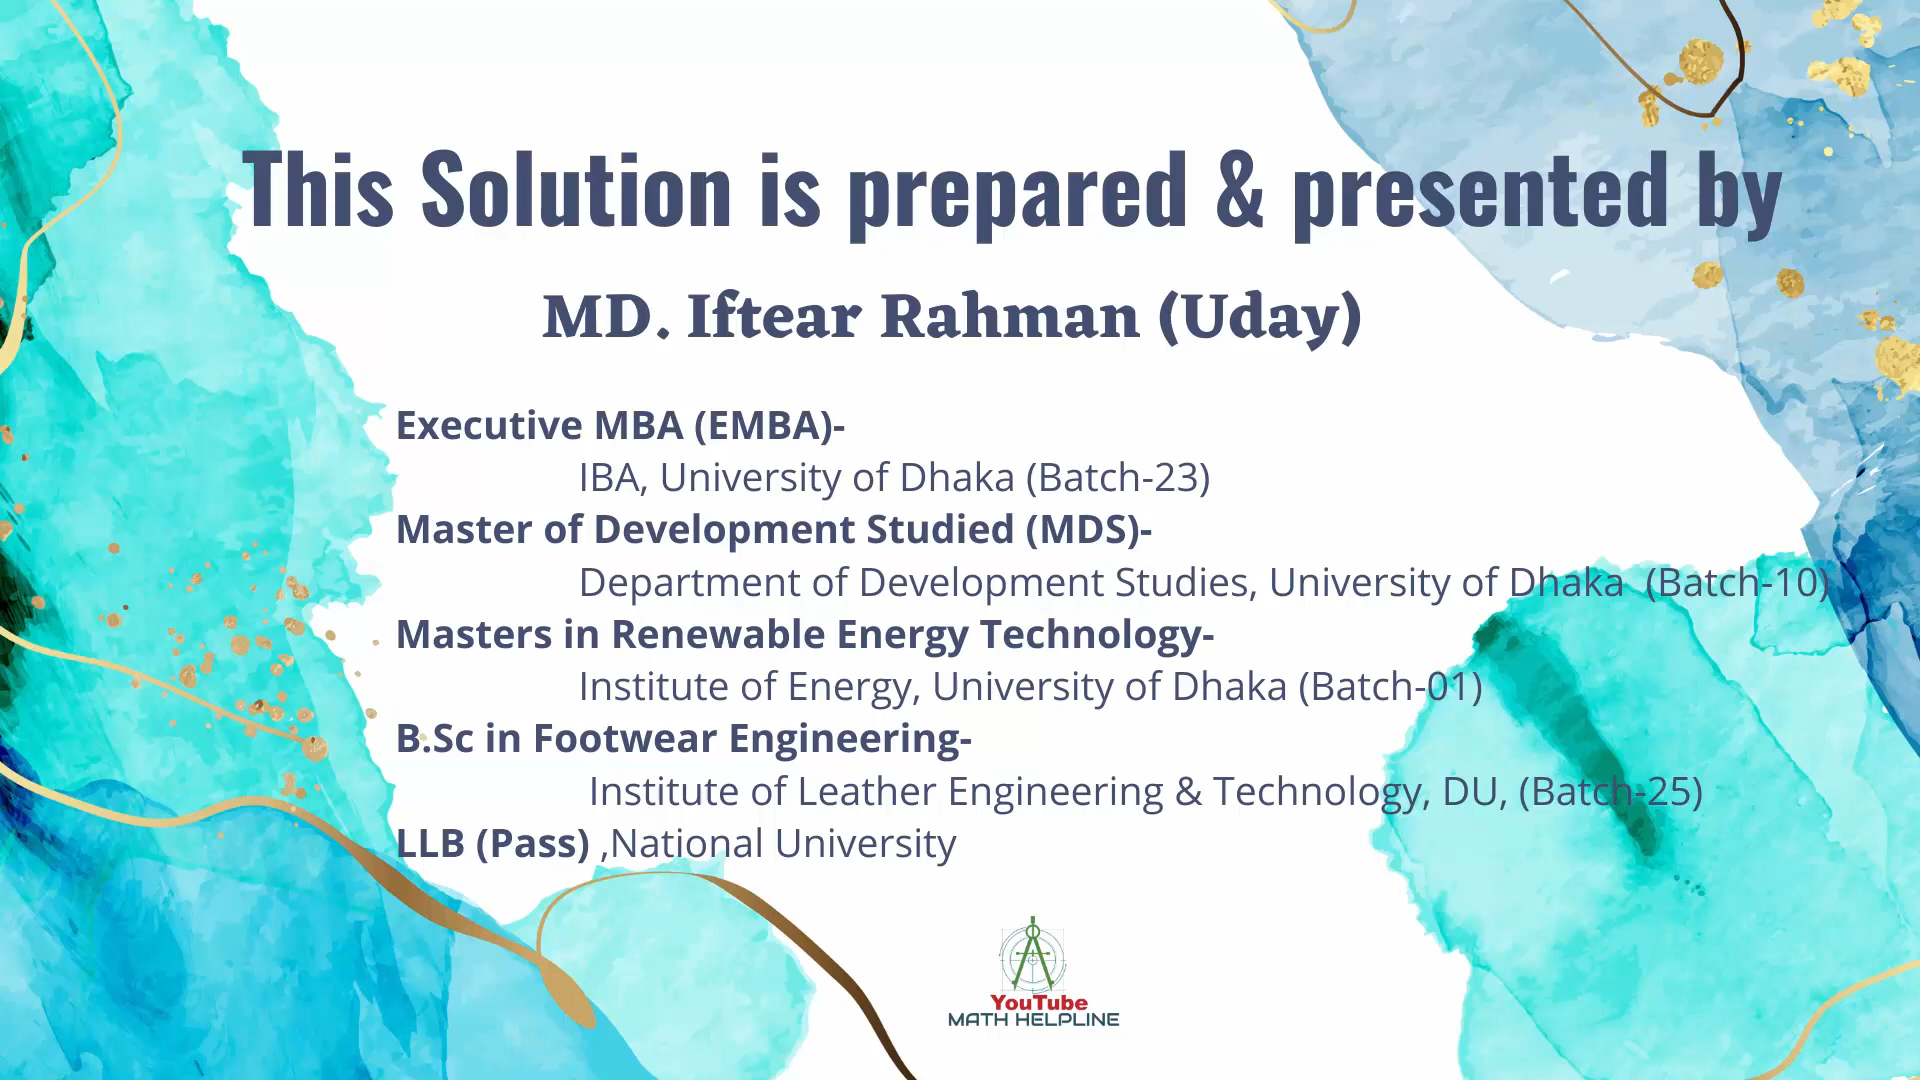 This Solution is prepared & presented by
MD. Iftear Rahman (Uday)
Executive MBA (EMBA)-
IBA, University of Dhaka (Batch-23)
Master of Development Studied (MDS)-
Department of Development Studies, University of Dhaka (Batch-10)
Masters in Renewable Energy Technology-
Institute of Energy, University of Dhaka (Batch-01)
B.Sc in Footwear Engineering-
Institute of Leather Engineering & Technology, DU, (Batch-25)
LLB (Pass) ,National University
YouTube
MATH HELPLINE